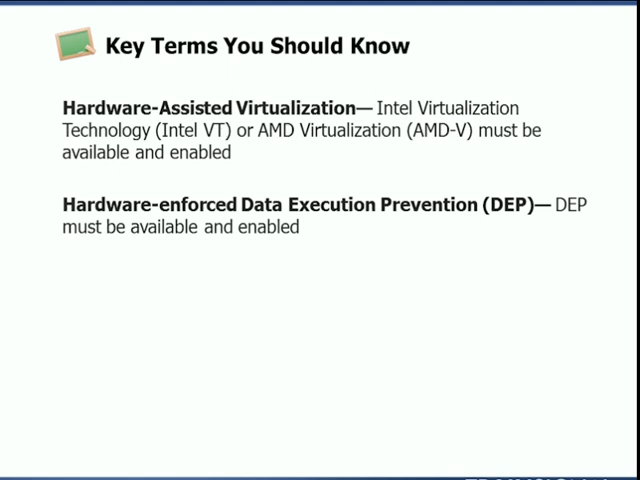 Key Terms You Should Know
Hardware-Assisted Virtualization— Intel Virtualization
Technology (Intel VT) or AMD Virtualization (AMD-V) must be
available and enabled
Hardware-enforced Data Execution Prevention (DEP)— DEP
must be available and enabled